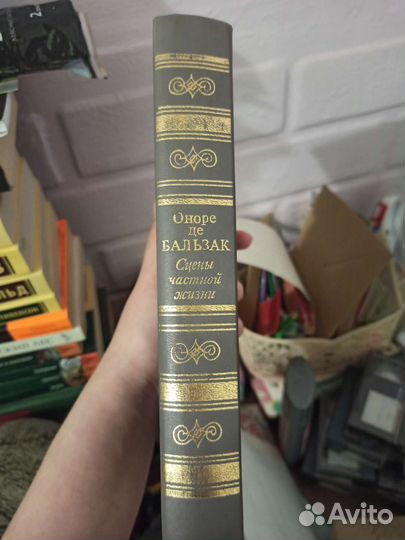 Оноре
де
БАЛЬЗАК
Сцены
частной
жизни
Avito